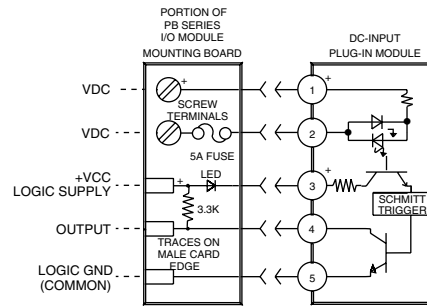 PORTION OF
PB SERIES
I/O MODULE
MOUNTING BOARD
DC-INPUT
PLUG-IN MODULE
VDC
+
1
+
SCREW
TERMINALS
VDC
2
5A FUSE
+VCC
LOGIC SUPPLY
+
LED
3
+
3.3K
SCHMITT
TRIGGER
OUTPUT
4
TRACES ON
MALE CARD
EDGE
LOGIC GND
(COMMON)
5